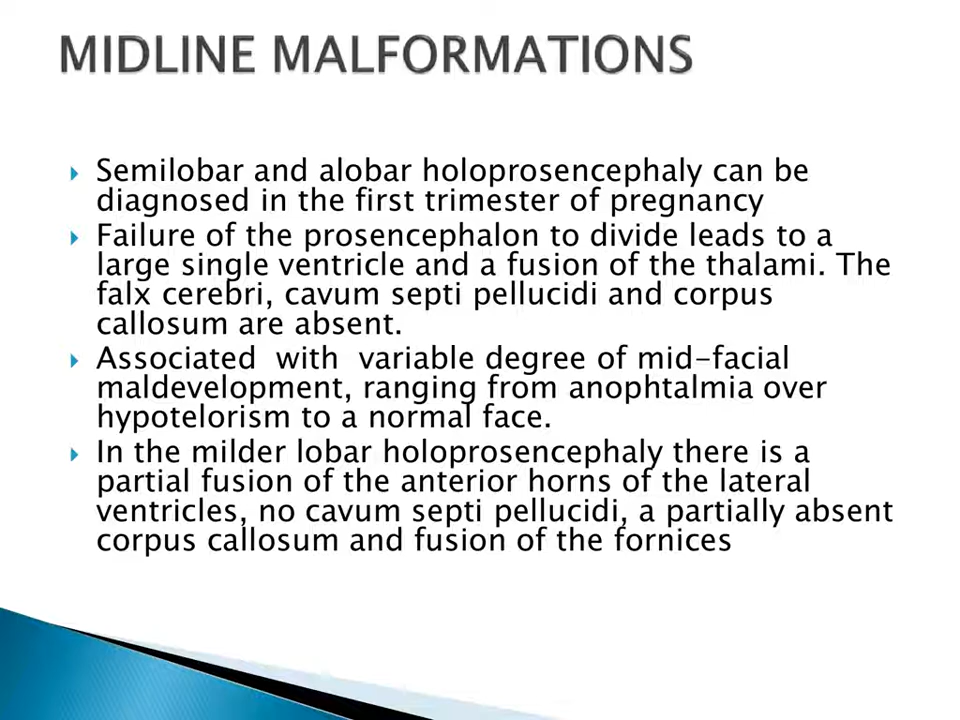 MIDLINE MALFORMATIONS
Semilobar and alobar holoprosencephaly can be
diagnosed in the first trimester of pregnancy
Failure of the prosencephalon to divide leads to a
large single ventricle and a fusion of the thalami. The
falx cerebri, cavum septi pellucidi and corpus
callosum are absent.
Associated with variable degree of mid-facial
maldevelopment, ranging from anophtalmia over
hypotelorism to a normal face.
In the milder lobar holoprosencephaly there is a
partial fusion of the anterior horns of the lateral
ventricles, no cavum septi pellucidi, a partially absent
corpus callosum and fusion of the fornices